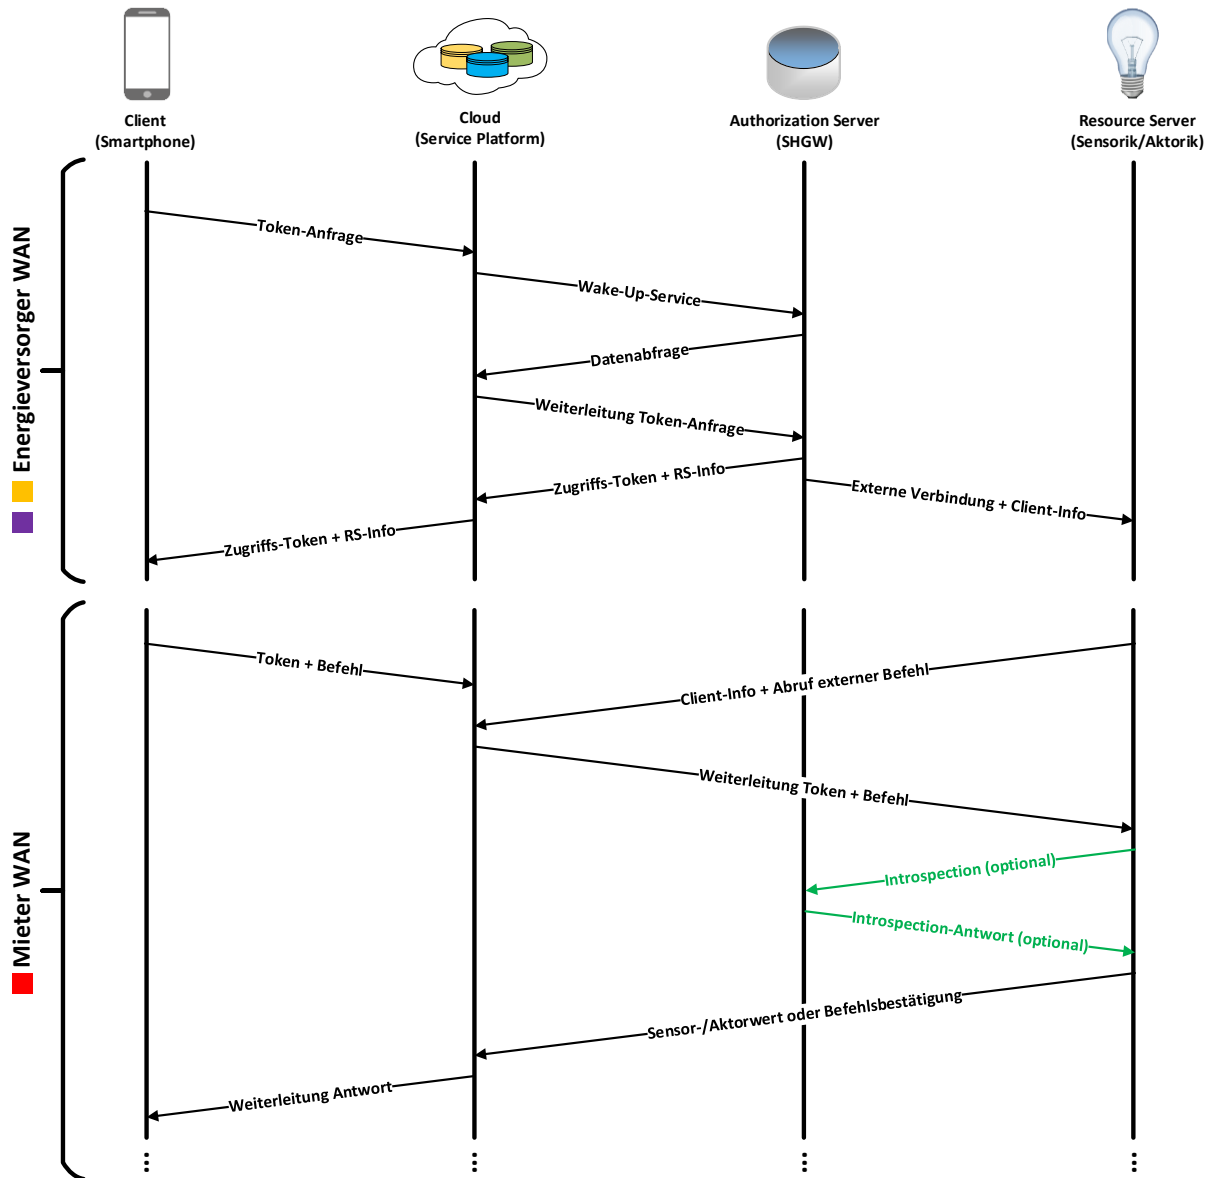 Client
(Smartphone)
Cloud
(Service Platform)
Authorization Server
(SHGW)
Resource Server
(Sensorik/Aktorik)
Energieversorger WAN
Token-Anfrage
Wake-Up-Service
Datenabfrage
Weiterleitung Token-Anfrage
Zugriffs-Token + RS-Info
Externe Verbindung + Client-Info
Zugriffs-Token + RS-Info
Mieter WAN
Token + Befehl
Client-Info + Abruf externer Befehl
Weiterleitung Token + Befehl
Introspection (optional)
Introspection-Antwort (optional)
Sensor-/Aktorwert oder Befehlsbestätigung
Weiterleitung Antwort